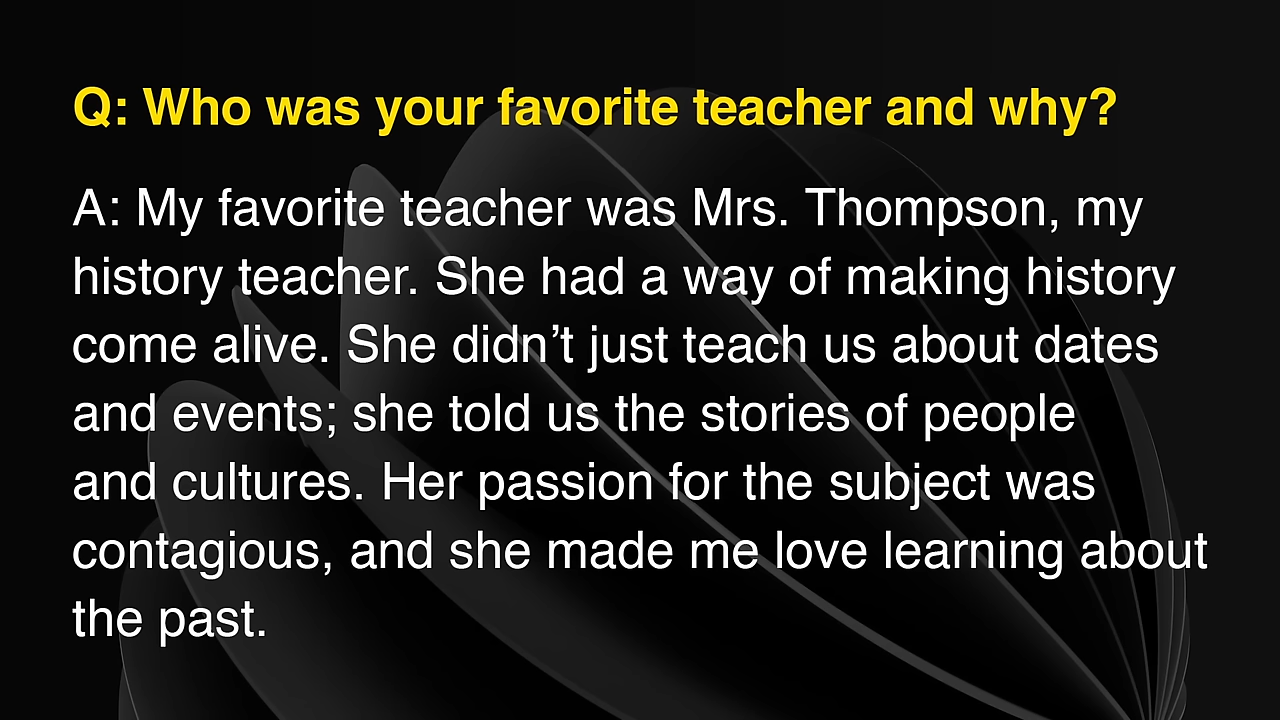 Q: Who was your favorite teacher and why?
A: My favorite teacher was Mrs. Thompson, my
history teacher. She had a way of making history
come alive. She didn’t just teach us about dates
and events; she told us the stories of people
and cultures. Her passion for the subject was
contagious, and she made me love learning about
the past.